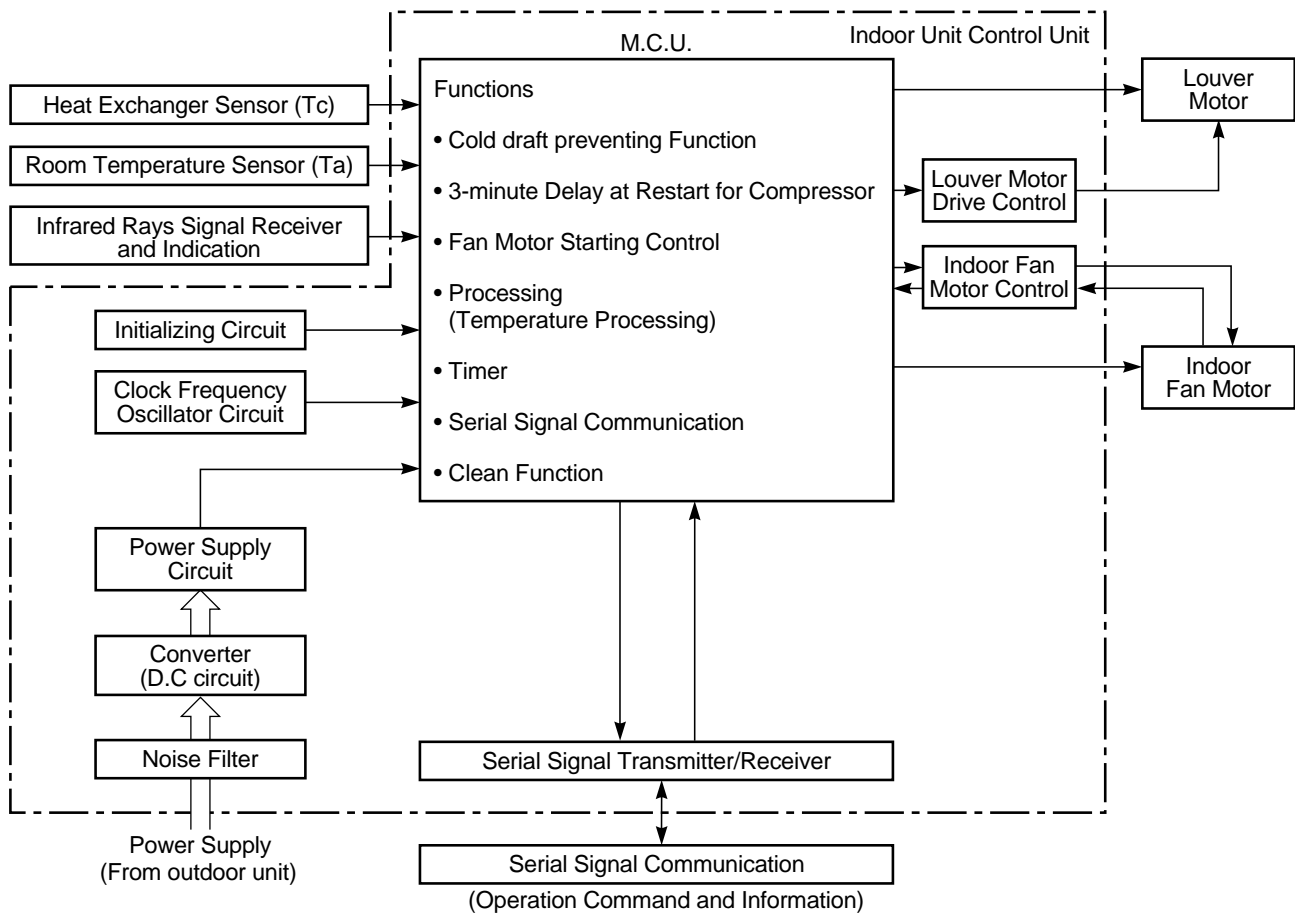 M.C.U.
Indoor Unit Control Unit
Heat Exchanger Sensor (Tc)
Room Temperature Sensor (Ta)
Infrared Rays Signal Receiver
and Indication
Initializing Circuit
Clock Frequency
Oscillator Circuit
Power Supply
Circuit
Converter
(D.C circuit)
Noise Filter
Power Supply
(From outdoor unit)
Functions
• Cold draft preventing Function
• 3-minute Delay at Restart for Compressor
• Fan Motor Starting Control
• Processing
(Temperature Processing)
• Timer
• Serial Signal Communication
• Clean Function
Louver
Motor
Louver Motor
Drive Control
Indoor Fan
Motor Control
Indoor
Fan Motor
Serial Signal Transmitter/Receiver
Serial Signal Communication
(Operation Command and Information)